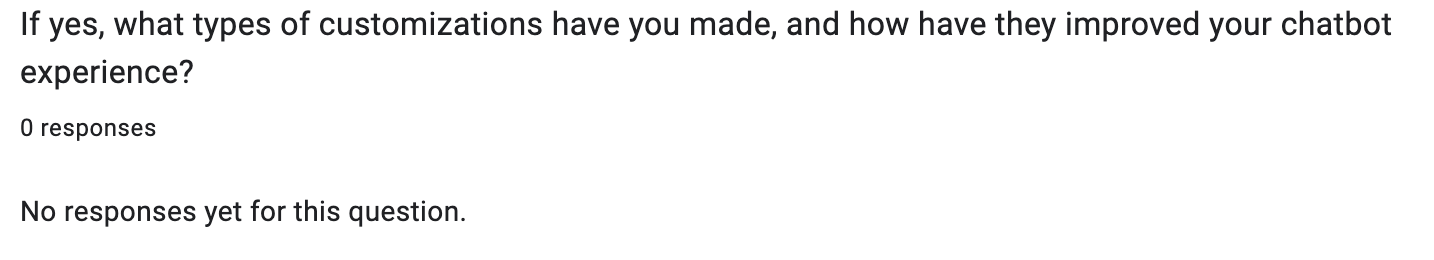 If yes, what types of customizations have you made, and how have they improved your chatbot
experience?
0 responses
No responses yet for this question.